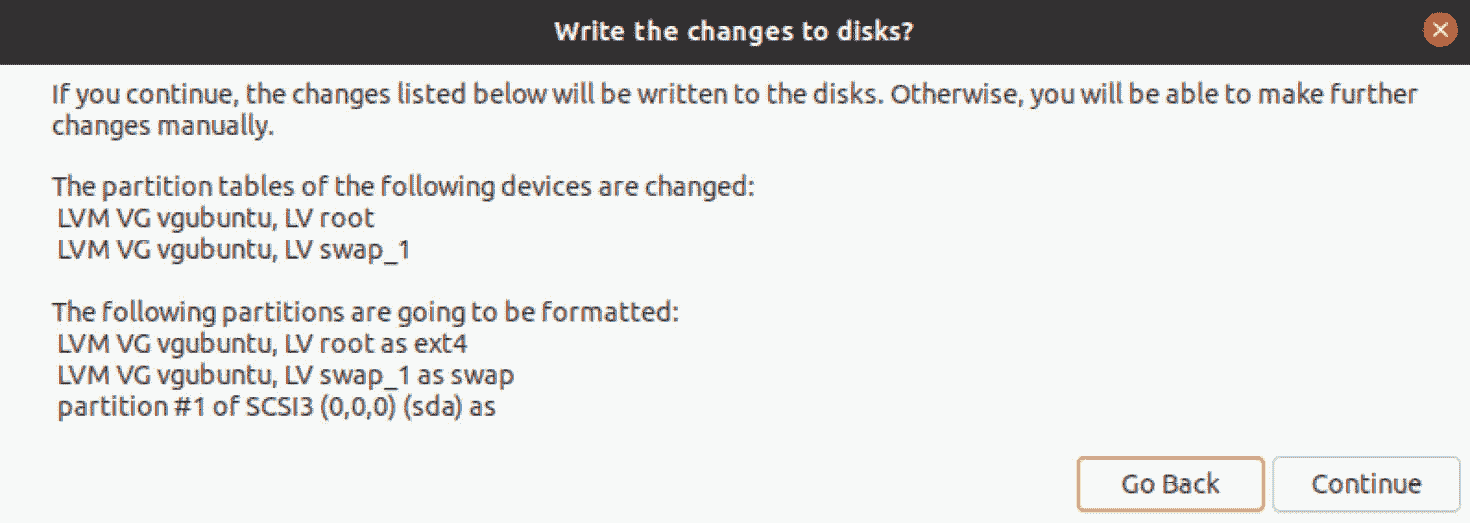 Write the changes to disks?
If you continue, the changes listed below will be written to the disks. Otherwise, you will be able to make further
changes manually.
The partition tables of the following devices are changed:
LVM VG vgubuntu, LV root
LVM VG vgubuntu, LV swap_1
The following partitions are going to be formatted:
LVM VG vgubuntu, LV root as ext4
LVM VG vgubuntu, LV swap_1 as swap
partition #1 of SCSI3 (0,0,0) (sda) as
Go Back Continue